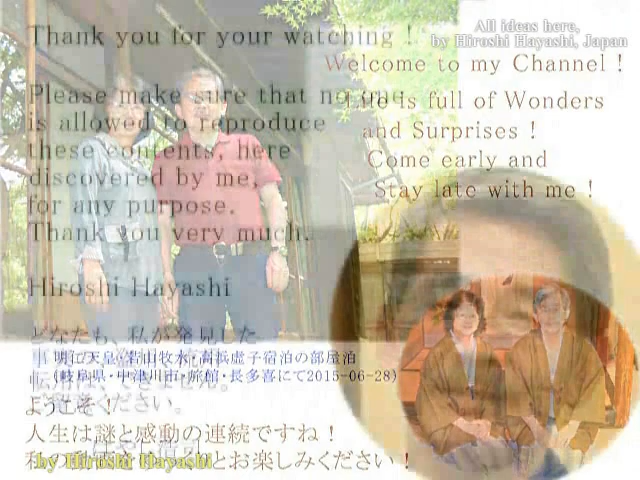 Thank you for your watching !
All ideas here,
by Hiroshi Hayashi, Japan
Welcome to my Channel !
Please make sure that no one
is allowed to reproduce
these contents, here
discovered by me,
for any purpose.
Thank you very much.
Life is full of Wonders
and Surprises !
Come early and
Stay late with me !
Hiroshi Hayashi
どなたも、私が発見した
明仁天皇・若山牧水・高浜虚子宿泊の部屋泊
(岐阜県・中津川市・旅館・長多喜にて2015-06-28)
ようこそ!
ください。
人生は謎と感動の連続ですね!
とお楽しみください!
by Hiroshi Hayashi